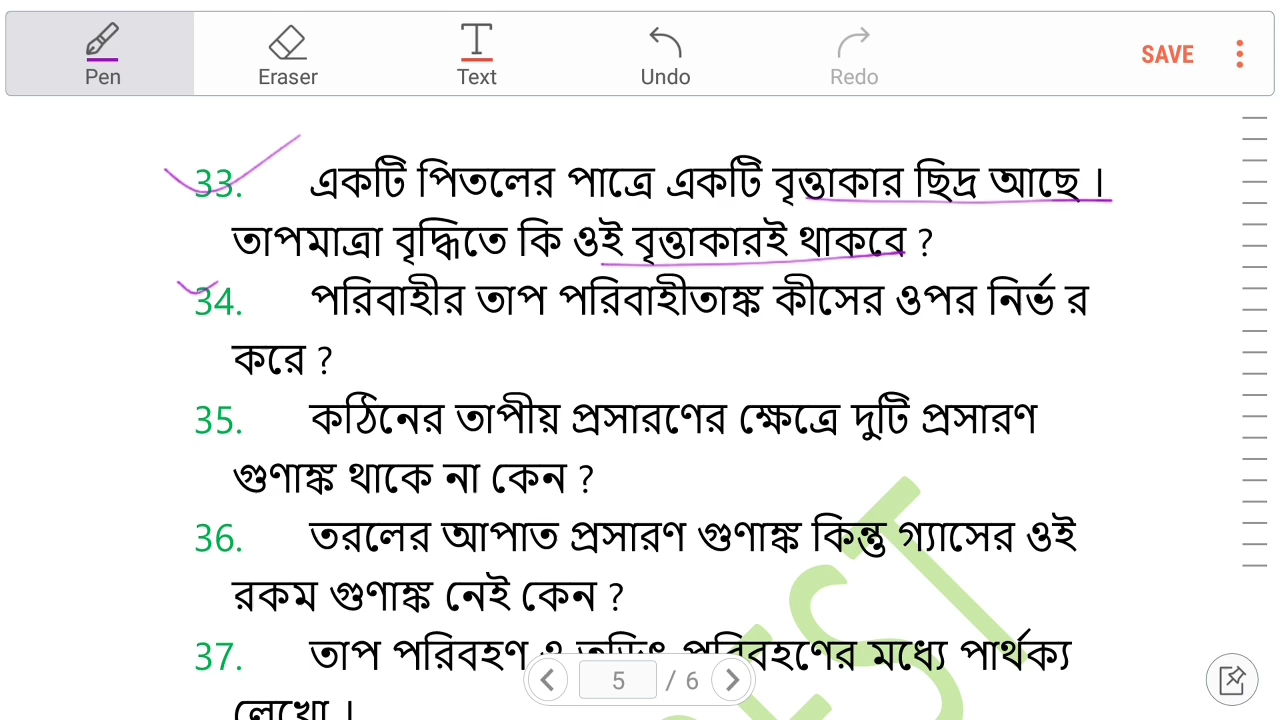 Pen Eraser Text Undo Redo SAVE
33. একটি পিতলের পাত্রে একটি বৃত্তাকার ছিদ্র আছে ।
তাপমাত্রা বৃদ্ধিতে কি ওই বৃত্তাকারই থাকবে ?
34. পরিবাহীর তাপ পরিবাহীতাঙ্ক কীসের ওপর নির্ভ র
করে ?
35. কঠিনের তাপীয় প্রসারণের ক্ষেত্রে দুটি প্রসারণ
গুণাঙ্ক থাকে না কেন ?
36. তরলের আপাত প্রসারণ গুণাঙ্ক কিন্তু গ্যাসের ওই
রকম গুণাঙ্ক নেই কেন ?
37. তাপ পরিবহণ ও তড়িৎ পরিবহণের মধ্যে পার্থক্য
5 / 6
লেখো ।